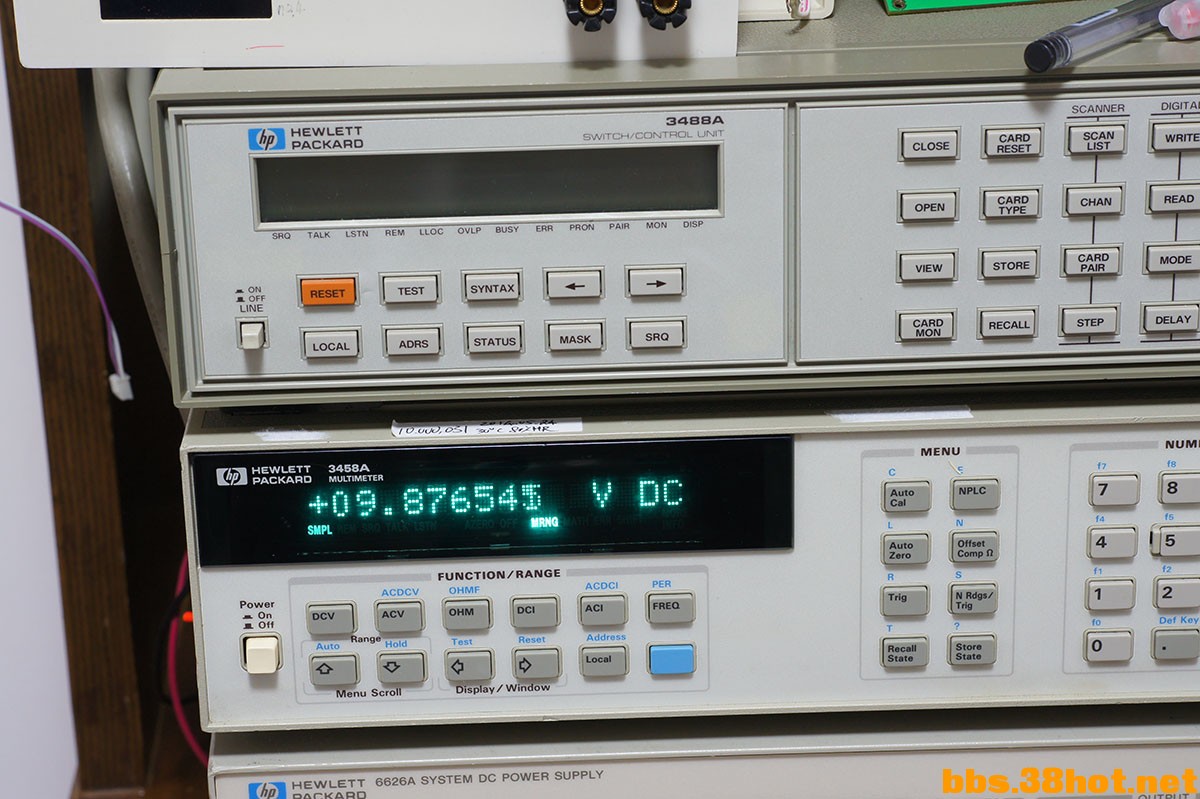 hp HEWLETT PACKARD
3488A
SWITCH/CONTROL UNIT
SRQ TALK LSTN REM LLOC OVLP BUSY ERR PRON PAIR MON DISP
ON
OFF
LINE
RESET TEST SYNTAX ← →
LOCAL ADRS STATUS MASK SRQ
SCANNER
CLOSE CARD RESET SCAN LIST WRITE
OPEN CARD TYPE CHAN READ
VIEW STORE CARD PAIR MODE
CARD MON RECALL STEP DELAY
10.000,051
hp HEWLETT PACKARD
3458A
MULTIMETER
V DC
SMPL MRNG
FUNCTION/RANGE
ACDCV OHMF ACDCI PER
DCV ACV OHM DCI ACI FREQ
Range
Auto Hold Test Reset Address
Local
Menu Scroll Display/Window
Power
On
Off
MENU
C E
Auto Cal NPLC
L N
Auto Zero Offset Comp Ω
R S
Trig N Rdgs/ Trig
T ?
Recall State Store State
f7 f8
7 8
f4 f5
4 5
f1 f2
1 2
f0 Def Key
0 .
hp HEWLETT PACKARD
6626A SYSTEM DC POWER SUPPLY
bbs.38hot.net